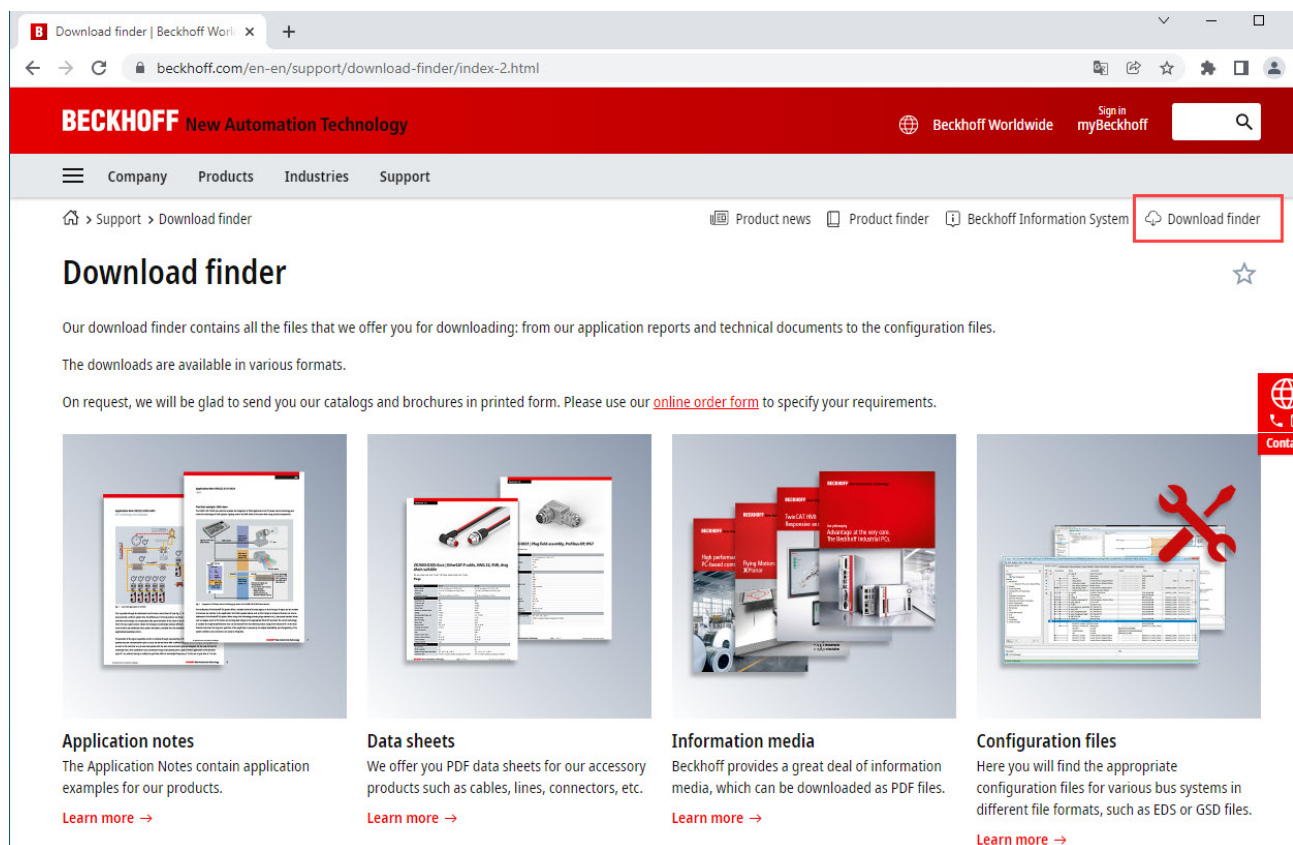 Download finder | Beckhoff Worl
beckhoff.com/en-en/support/download-finder/index-2.html
BECKHOFF New Automation Technology
Beckhoff Worldwide
Sign in
myBeckhoff
Company Products Industries Support
> Support > Download finder
Product news Product finder Beckhoff Information System Download finder
Download finder
Our download finder contains all the files that we offer you for downloading: from our application reports and technical documents to the configuration files.
The downloads are available in various formats.
On request, we will be glad to send you our catalogs and brochures in printed form. Please use our online order form to specify your requirements.
Conta
Application notes
The Application Notes contain application
examples for our products.
Learn more →
Data sheets
We offer you PDF data sheets for our accessory
products such as cables, lines, connectors, etc.
Learn more →
Information media
Beckhoff provides a great deal of information
media, which can be downloaded as PDF files.
Learn more →
Configuration files
Here you will find the appropriate
configuration files for various bus systems in
different file formats, such as EDS or GSD files.
Learn more →